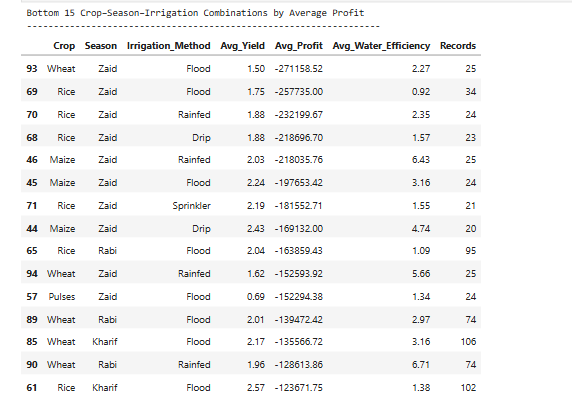 Bottom 15 Crop-Season-Irrigation Combinations by Average Profit
----------------------------------------------------------------
Crop Season Irrigation_Method Avg_Yield Avg_Profit Avg_Water_Efficiency Records
93 Wheat Zaid Flood 1.50 -271158.52 2.27 25
69 Rice Zaid Flood 1.75 -257735.00 0.92 34
70 Rice Zaid Rainfed 1.88 -232199.67 2.35 24
68 Rice Zaid Drip 1.88 -218696.70 1.57 23
46 Maize Zaid Rainfed 2.03 -218035.76 6.43 25
45 Maize Zaid Flood 2.24 -197653.42 3.16 24
71 Rice Zaid Sprinkler 2.19 -181552.71 1.55 21
44 Maize Zaid Drip 2.43 -169132.00 4.74 20
65 Rice Rabi Flood 2.04 -163859.43 1.09 95
94 Wheat Zaid Rainfed 1.62 -152593.92 5.66 25
57 Pulses Zaid Flood 0.69 -152294.38 1.34 24
89 Wheat Rabi Flood 2.01 -139472.42 2.97 74
85 Wheat Kharif Flood 2.17 -135566.72 3.16 106
90 Wheat Rabi Rainfed 1.96 -128613.86 6.71 74
61 Rice Kharif Flood 2.57 -123671.75 1.38 102